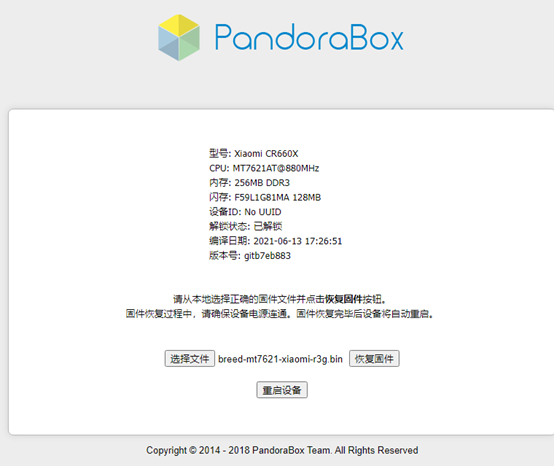 PandoraBox
型号: Xiaomi CR660X
CPU: MT7621AT@880MHz
内存: 256MB DDR3
闪存: F59L1G81MA 128MB
设备ID: No UUID
解锁状态: 已解锁
编译日期: 2021-06-13 17:26:51
版本号: gitb7eb883
请从本地选择正确的固件文件并点击恢复固件按钮。
固件恢复过程中，请确保设备电源连通。固件恢复完毕后设备将自动重启。
选择文件 breed-mt7621-xiaomi-r3g.bin 恢复固件
重启设备
Copyright © 2014 - 2018 PandoraBox Team. All Rights Reserved